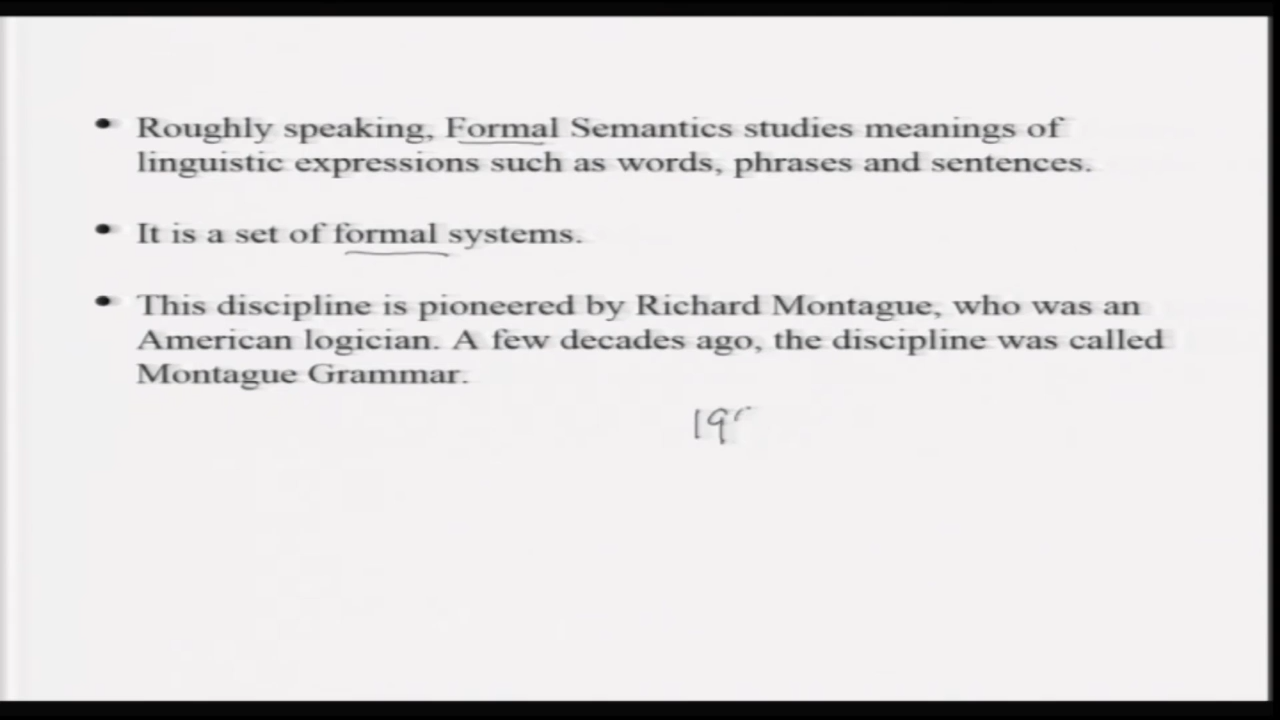 • Roughly speaking, Formal Semantics studies meanings of
linguistic expressions such as words, phrases and sentences.
• It is a set of formal systems.
• This discipline is pioneered by Richard Montague, who was an
American logician. A few decades ago, the discipline was called
Montague Grammar.
19